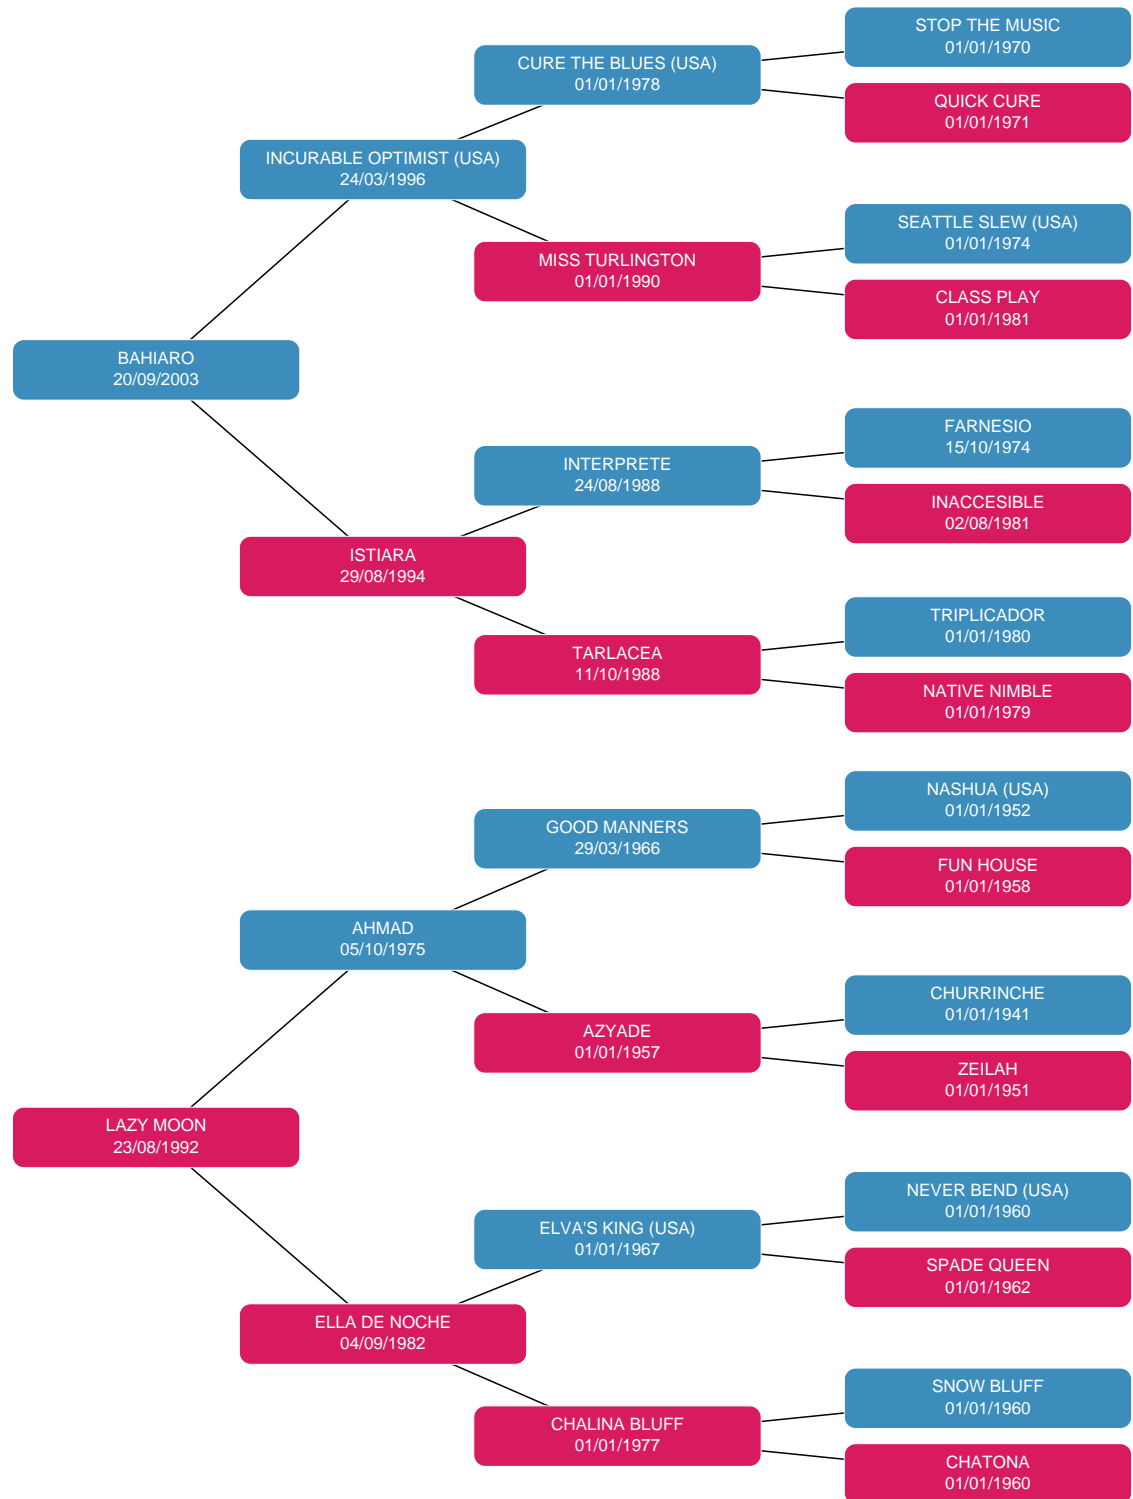 STOP THE MUSIC
01/01/1970
CURE THE BLUES (USA)
01/01/1978
QUICK CURE
01/01/1971
INCURABLE OPTIMIST (USA)
24/03/1996
SEATTLE SLEW (USA)
01/01/1974
MISS TURLINGTON
01/01/1990
CLASS PLAY
01/01/1981
BAHIARO
20/09/2003
FARNESIO
15/10/1974
INTERPRETE
24/08/1988
INACCESIBLE
02/08/1981
ISTIARA
29/08/1994
TRIPLICADOR
01/01/1980
TARLACEA
11/10/1988
NATIVE NIMBLE
01/01/1979
NASHUA (USA)
01/01/1952
GOOD MANNERS
29/03/1966
FUN HOUSE
01/01/1958
AHMAD
05/10/1975
CHURRINCHE
01/01/1941
AZYADE
01/01/1957
ZEILAH
01/01/1951
LAZY MOON
23/08/1992
NEVER BEND (USA)
01/01/1960
ELVA'S KING (USA)
01/01/1967
SPADE QUEEN
01/01/1962
ELLA DE NOCHE
04/09/1982
SNOW BLUFF
01/01/1960
CHALINA BLUFF
01/01/1977
CHATONA
01/01/1960